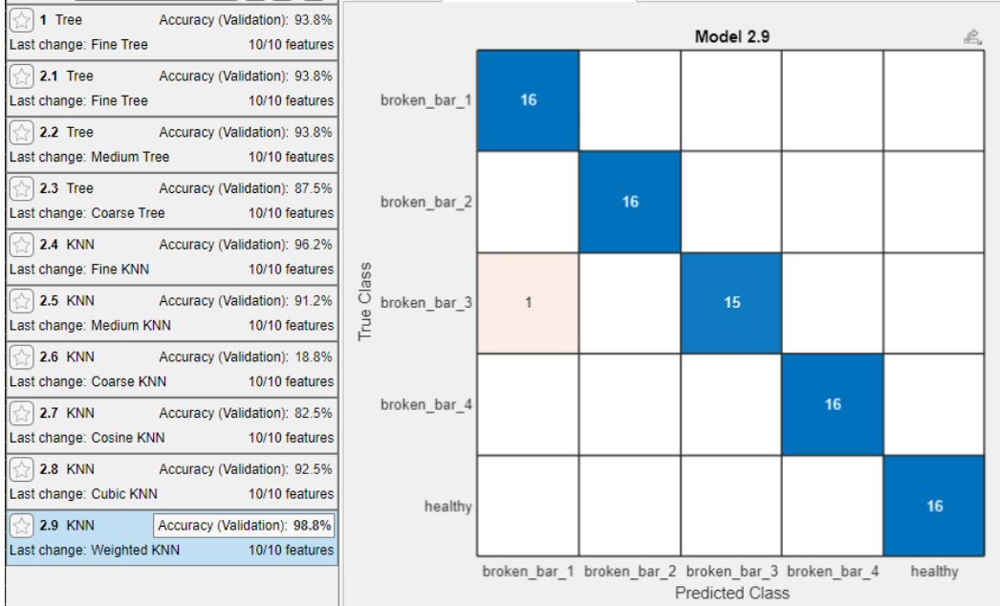 1 Tree Accuracy (Validation): 93.8%
Last change: Fine Tree 10/10 features
2.1 Tree Accuracy (Validation): 93.8%
Last change: Fine Tree 10/10 features
2.2 Tree Accuracy (Validation): 93.8%
Last change: Medium Tree 10/10 features
2.3 Tree Accuracy (Validation): 87.5%
Last change: Coarse Tree 10/10 features
2.4 KNN Accuracy (Validation): 96.2%
Last change: Fine KNN 10/10 features
2.5 KNN Accuracy (Validation): 91.2%
Last change: Medium KNN 10/10 features
2.6 KNN Accuracy (Validation): 18.8%
Last change: Coarse KNN 10/10 features
2.7 KNN Accuracy (Validation): 82.5%
Last change: Cosine KNN 10/10 features
2.8 KNN Accuracy (Validation): 92.5%
Last change: Cubic KNN 10/10 features
2.9 KNN Accuracy (Validation): 98.8%
Last change: Weighted KNN 10/10 features
Model 2.9
True Class
broken_bar_1 16
broken_bar_2 16
broken_bar_3 1 15
broken_bar_4 16
healthy 16
broken_bar_1 broken_bar_2 broken_bar_3 broken_bar_4 healthy
Predicted Class